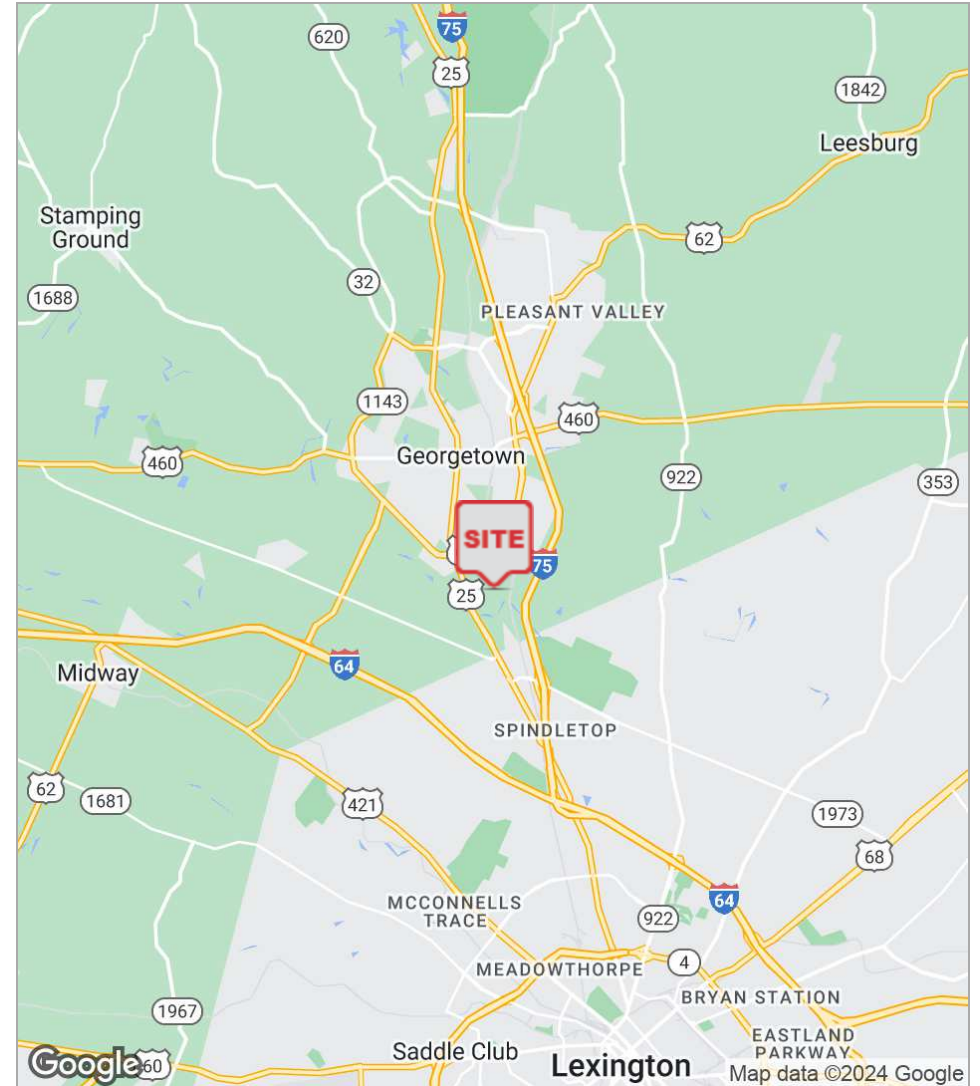 75
620
25
1842
Leesburg
Stamping
Ground
62
32
1688
PLEASANT VALLEY
1143
460
Georgetown
460
922
353
SITE
75
25
64
Midway
SPINDLETOP
62
1681
421
1973
68
MCCONNELLS
TRACE
64
922
MEADOWTHORPE
4
BRYAN STATION
1967
EASTLAND
PARKWAY
Saddle Club
Lexington
Google
60
Map data ©2024 Google